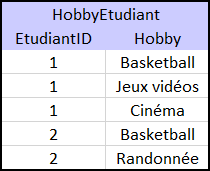 HobbyEtudiant
EtudiantID Hobby
1 Basketball
1 Jeux vidéos
1 Cinéma
2 Basketball
2 Randonnée